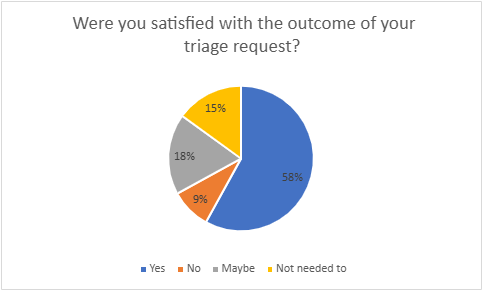 Were you satisfied with the outcome of your
triage request?
15%
18%
58%
9%
Yes No Maybe Not needed to